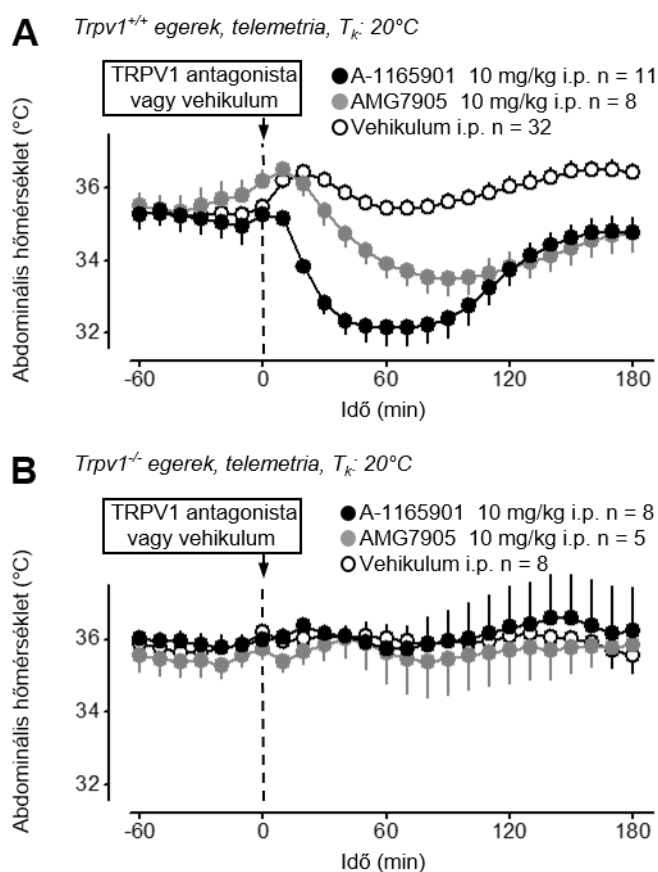 A
Trpv1+/+ egerek, telemetria, Tk: 20°C
TRPV1 antagonista
vagy vehikulum
A-1165901 10 mg/kg i.p. n = 11
AMG7905 10 mg/kg i.p. n = 8
Vehikulum i.p. n = 32
Abdominális hőmérséklet (°C)
36
34
32
-60 0 60 120 180
Idő (min)
B
Trpv1-/- egerek, telemetria, Tk: 20°C
TRPV1 antagonista
vagy vehikulum
A-1165901 10 mg/kg i.p. n = 8
AMG7905 10 mg/kg i.p. n = 5
Vehikulum i.p. n = 8
Abdominális hőmérséklet (°C)
36
34
32
-60 0 60 120 180
Idő (min)